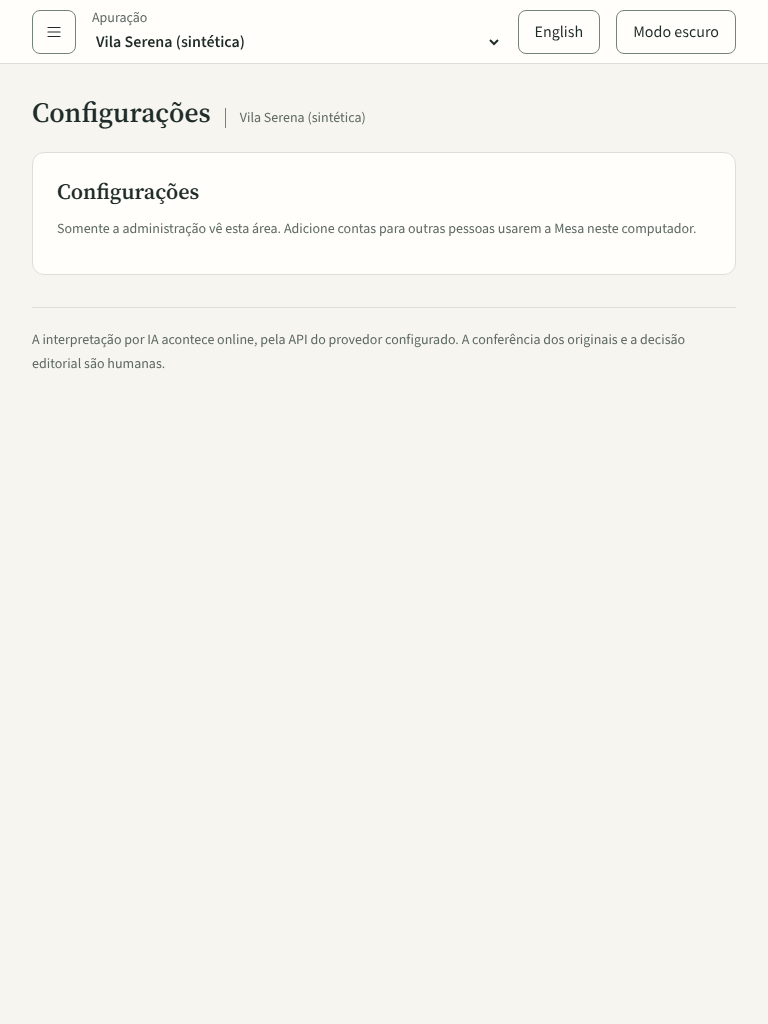 Apuração
Vila Serena (sintética)
English
Modo escuro
Configurações
Vila Serena (sintética)
Configurações
Somente a administração vê esta área. Adicione contas para outras pessoas usarem a Mesa neste computador.
A interpretação por IA acontece online, pela API do provedor configurado. A conferência dos originais e a decisão
editorial são humanas.